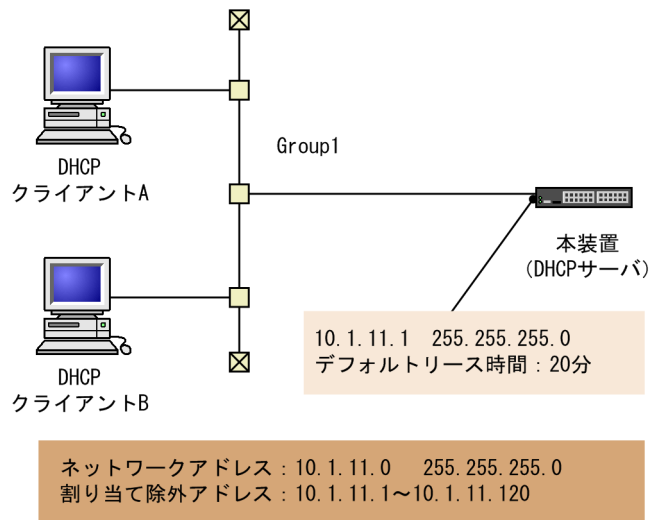 DHCP
クライアントA
Group1
本装置
(DHCPサーバ)
10.1.11.1 255.255.255.0
デフォルトリース時間：20分
DHCP
クライアントB
ネットワークアドレス：10.1.11.0 255.255.255.0
割り当て除外アドレス：10.1.11.1～10.1.11.120